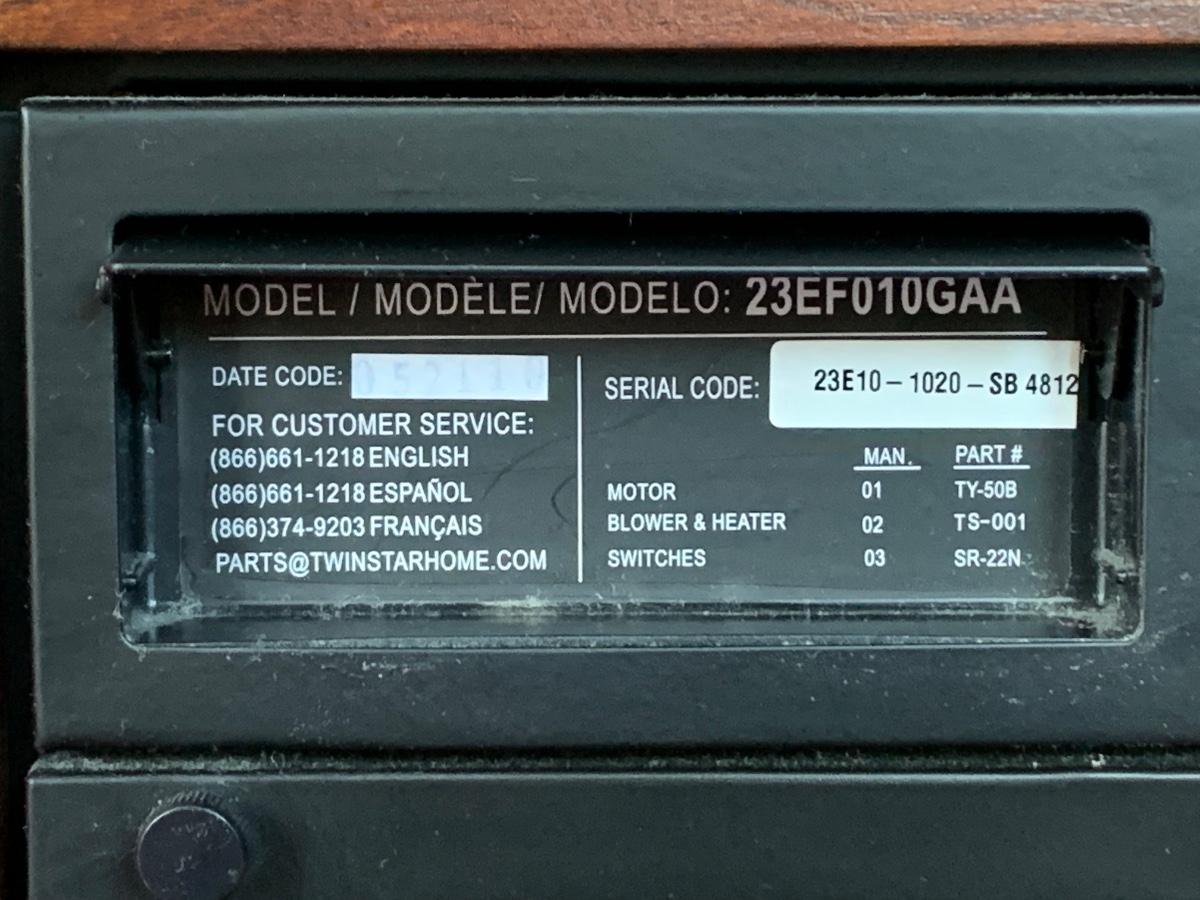 MODEL / MODÈLE/ MODELO: 23EF010GAA
DATE CODE:
FOR CUSTOMER SERVICE:
(866)661-1218 ENGLISH
(866)661-1218 ESPAÑOL
(866)374-9203 FRANÇAIS
PARTS@TWINSTARHOME.COM
SERIAL CODE: 23E10-1020-SB 4812
MAN. PART #
MOTOR 01 TY-50B
BLOWER & HEATER 02 TS-001
SWITCHES 03 SR-22N